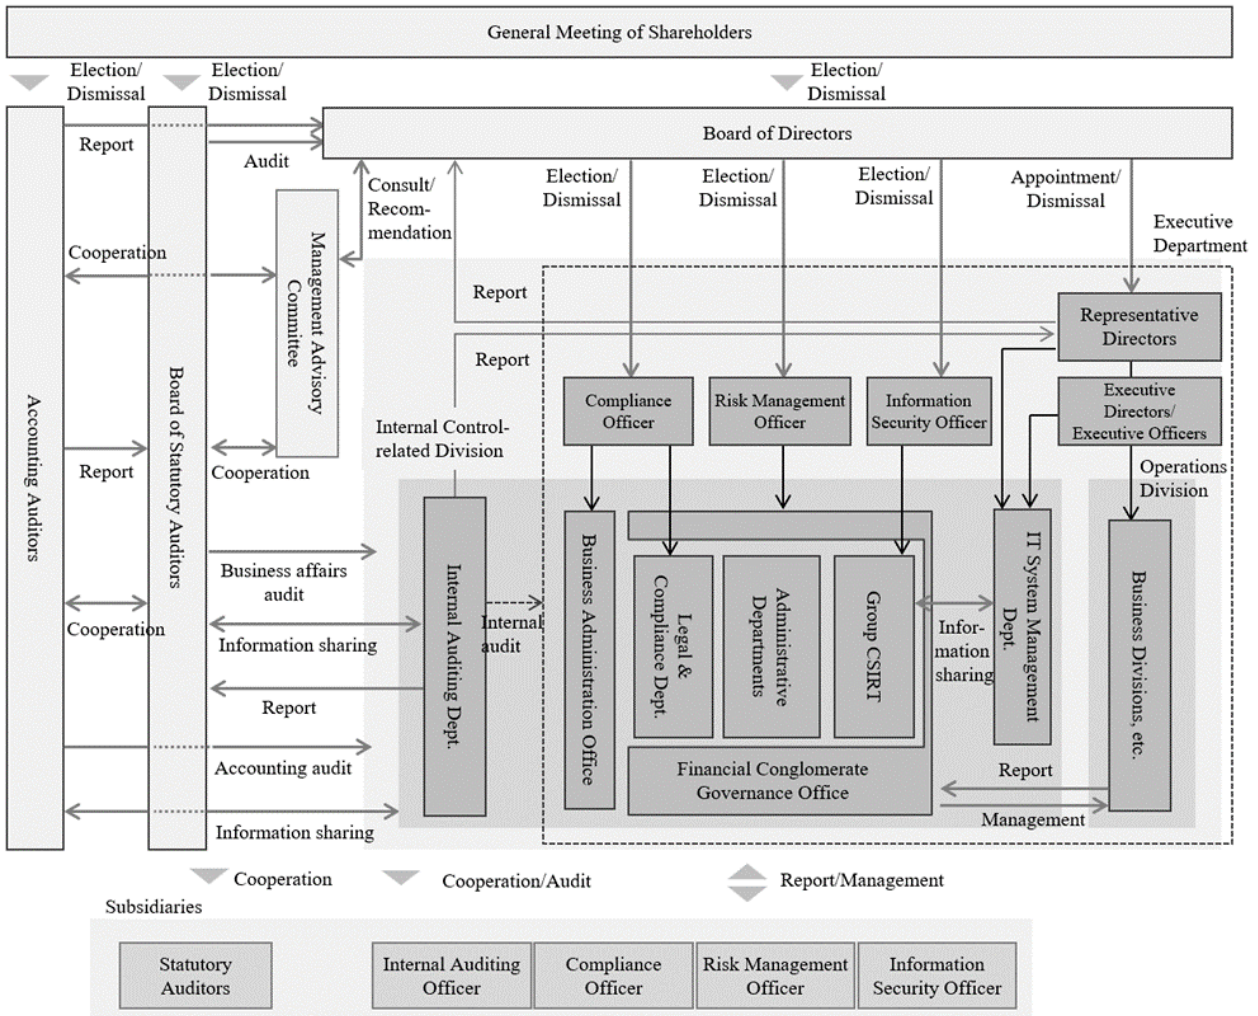 General Meeting of Shareholders
Election/
Dismissal
Election/
Dismissal
Election/
Dismissal
Board of Directors
Report
Audit
Consult/
Recom-
mendation
Election/
Dismissal
Election/
Dismissal
Election/
Dismissal
Appointment/
Dismissal
Executive
Department
Cooperation
Management Advisory
Committee
Report
Report
Representative
Directors
Accounting Auditors
Board of Statutory Auditors
Compliance
Officer
Risk Management
Officer
Information
Security Officer
Executive
Directors/
Executive Officers
Internal Control-
related Division
Report
Cooperation
Operations
Division
Business affairs
audit
Cooperation
Information sharing
Internal Auditing Dept.
Internal
audit
Business Administration Office
Legal &
Compliance Dept.
Administrative
Departments
Group CSIRT
Infor-
mation
sharing
IT System Management
Dept.
Business Divisions, etc.
Report
Accounting audit
Financial Conglomerate
Governance Office
Report
Management
Information sharing
Cooperation
Cooperation/Audit
Report/Management
Subsidiaries
Statutory
Auditors
Internal Auditing
Officer
Compliance
Officer
Risk Management
Officer
Information
Security Officer